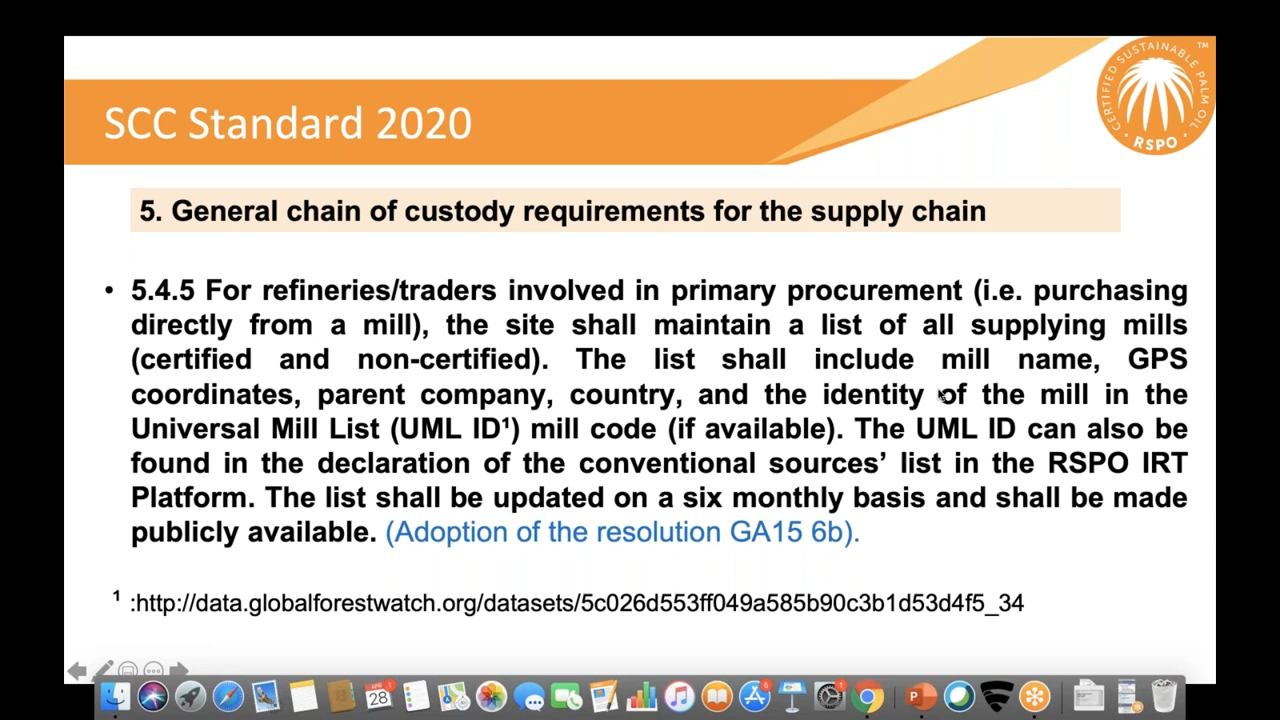 SCC Standard 2020
CERTIFIED SUSTAINABLE PALM OIL
TM
RSPO
5. General chain of custody requirements for the supply chain
• 5.4.5 For refineries/traders involved in primary procurement (i.e. purchasing
directly from a mill), the site shall maintain a list of all supplying mills
(certified and non-certified). The list shall include mill name, GPS
coordinates, parent company, country, and the identity of the mill in the
Universal Mill List (UML ID¹) mill code (if available). The UML ID can also be
found in the declaration of the conventional sources’ list in the RSPO IRT
Platform. The list shall be updated on a six monthly basis and shall be made
publicly available. (Adoption of the resolution GA15 6b).
¹ :http://data.globalforestwatch.org/datasets/5c026d553ff049a585b90c3b1d53d4f5_34
APR
28